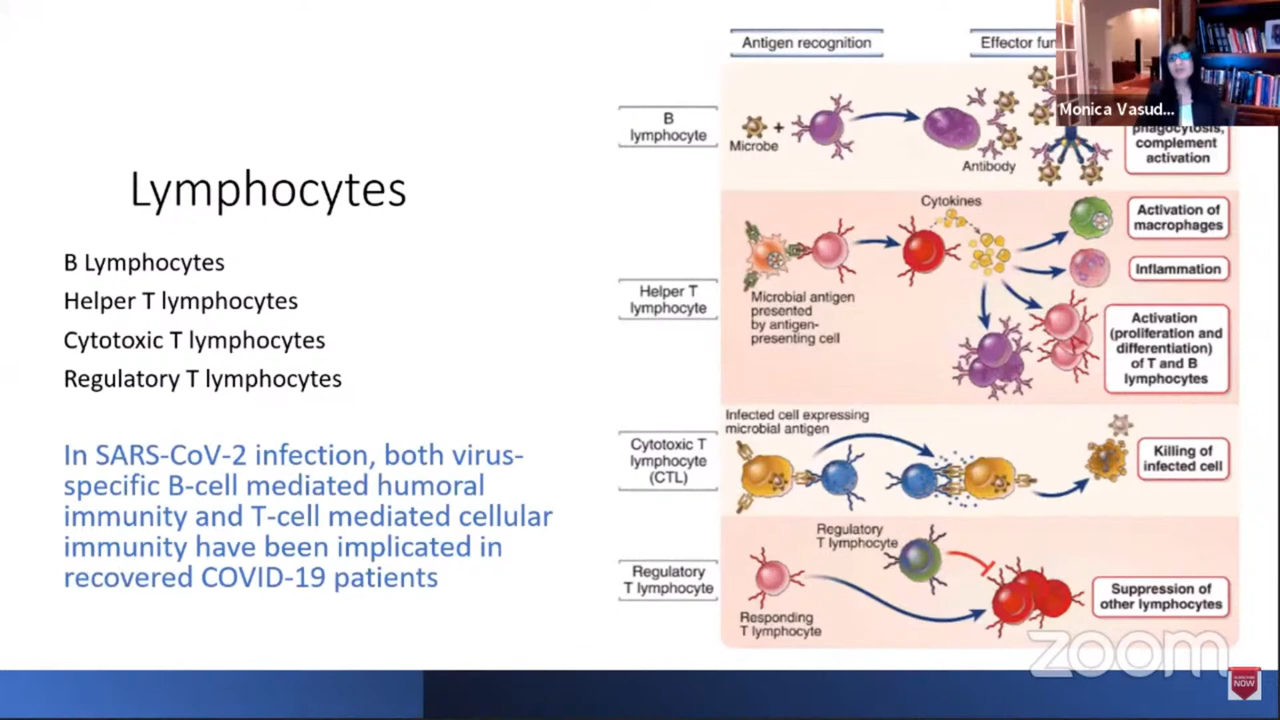 Lymphocytes
B Lymphocytes
Helper T lymphocytes
Cytotoxic T lymphocytes
Regulatory T lymphocytes
In SARS-CoV-2 infection, both virus-
specific B-cell mediated humoral
immunity and T-cell mediated cellular
immunity have been implicated in
recovered COVID-19 patients
Antigen recognition
Effector fun
Monica Vasud...
B
lymphocyte
Microbe
+
Antibody
phagocytosis,
complement
activation
Helper T
lymphocyte
Microbial antigen
presented
by antigen-
presenting cell
Cytokines
Activation of
macrophages
Inflammation
Activation
(proliferation and
differentiation)
of T and B
lymphocytes
Cytotoxic T
lymphocyte
(CTL)
Infected cell expressing
microbial antigen
Killing of
infected cell
Regulatory
T lymphocyte
Regulatory
T lymphocyte
Responding
T lymphocyte
Suppression of
other lymphocytes
zoom
SUBSCRIBE
NOW